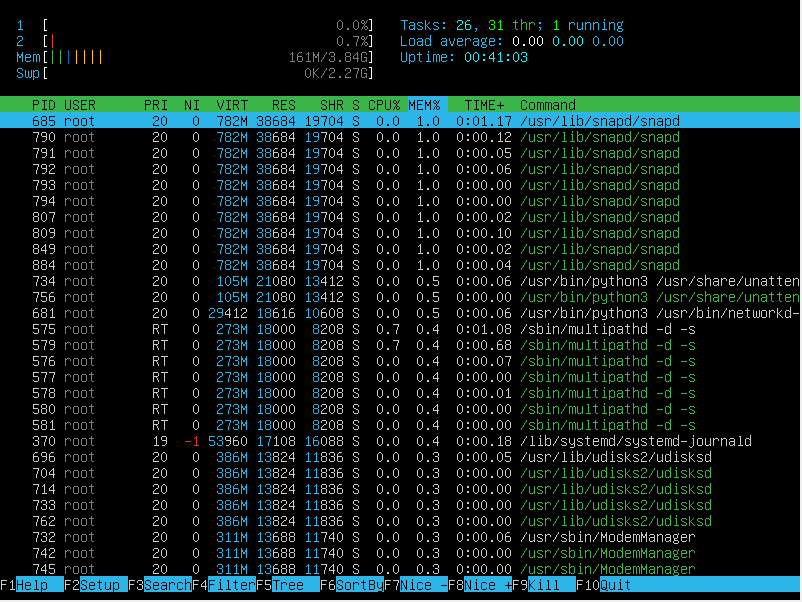 1 [ 0.0%] Tasks: 26, 31 thr; 1 running
2 [| 0.7%] Load average: 0.00 0.00 0.00
Mem[||||||| 161M/3.84G] Uptime: 00:41:03
Swp[ 0K/2.27G]
PID USER PRI NI VIRT RES SHR S CPU% MEM% TIME+ Command
685 root 20 0 782M 38684 19704 S 0.0 1.0 0:01.17 /usr/lib/snapd/snapd
790 root 20 0 782M 38684 19704 S 0.0 1.0 0:00.12 /usr/lib/snapd/snapd
791 root 20 0 782M 38684 19704 S 0.0 1.0 0:00.05 /usr/lib/snapd/snapd
792 root 20 0 782M 38684 19704 S 0.0 1.0 0:00.06 /usr/lib/snapd/snapd
793 root 20 0 782M 38684 19704 S 0.0 1.0 0:00.00 /usr/lib/snapd/snapd
794 root 20 0 782M 38684 19704 S 0.0 1.0 0:00.00 /usr/lib/snapd/snapd
807 root 20 0 782M 38684 19704 S 0.0 1.0 0:00.02 /usr/lib/snapd/snapd
809 root 20 0 782M 38684 19704 S 0.0 1.0 0:00.10 /usr/lib/snapd/snapd
849 root 20 0 782M 38684 19704 S 0.0 1.0 0:00.02 /usr/lib/snapd/snapd
884 root 20 0 782M 38684 19704 S 0.0 1.0 0:00.04 /usr/lib/snapd/snapd
734 root 20 0 105M 21080 13412 S 0.0 0.5 0:00.06 /usr/bin/python3 /usr/share/unatten
756 root 20 0 105M 21080 13412 S 0.0 0.5 0:00.00 /usr/bin/python3 /usr/share/unatten
681 root 20 0 29412 18616 10608 S 0.0 0.5 0:00.06 /usr/bin/python3 /usr/bin/networkd-
575 root RT 0 273M 18000 8208 S 0.7 0.4 0:01.08 /sbin/multipathd -d -s
579 root RT 0 273M 18000 8208 S 0.7 0.4 0:00.68 /sbin/multipathd -d -s
576 root RT 0 273M 18000 8208 S 0.0 0.4 0:00.07 /sbin/multipathd -d -s
577 root RT 0 273M 18000 8208 S 0.0 0.4 0:00.00 /sbin/multipathd -d -s
578 root RT 0 273M 18000 8208 S 0.0 0.4 0:00.01 /sbin/multipathd -d -s
580 root RT 0 273M 18000 8208 S 0.0 0.4 0:00.00 /sbin/multipathd -d -s
581 root RT 0 273M 18000 8208 S 0.0 0.4 0:00.00 /sbin/multipathd -d -s
370 root 19 -1 53960 17108 16088 S 0.0 0.4 0:00.18 /lib/systemd/systemd-journald
696 root 20 0 386M 13824 11836 S 0.0 0.3 0:00.05 /usr/lib/udisks2/udisksd
704 root 20 0 386M 13824 11836 S 0.0 0.3 0:00.00 /usr/lib/udisks2/udisksd
714 root 20 0 386M 13824 11836 S 0.0 0.3 0:00.00 /usr/lib/udisks2/udisksd
733 root 20 0 386M 13824 11836 S 0.0 0.3 0:00.00 /usr/lib/udisks2/udisksd
762 root 20 0 386M 13824 11836 S 0.0 0.3 0:00.00 /usr/lib/udisks2/udisksd
732 root 20 0 311M 13688 11740 S 0.0 0.3 0:00.06 /usr/sbin/ModemManager
742 root 20 0 311M 13688 11740 S 0.0 0.3 0:00.00 /usr/sbin/ModemManager
745 root 20 0 311M 13688 11740 S 0.0 0.3 0:00.00 /usr/sbin/ModemManager
F1Help F2Setup F3SearchF4FilterF5Tree F6SortByF7Nice -F8Nice +F9Kill F10Quit